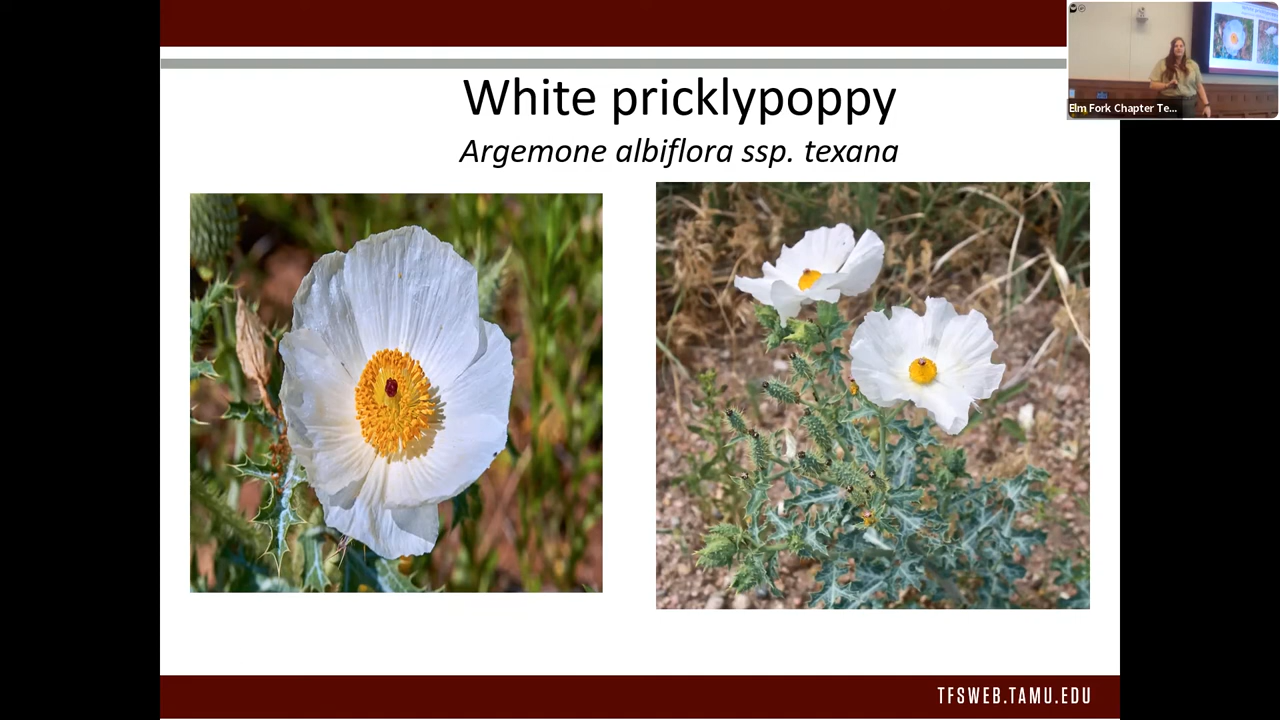 White pricklypoppy
Argemone albiflora ssp. texana
Elm Fork Chapter Te...
TFSWEB.TAMU.EDU